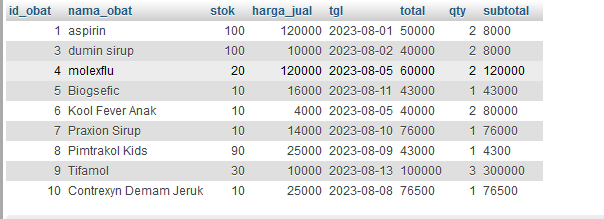 id_obat nama_obat stok harga_jual tgl total qty subtotal
1 aspirin 100 120000 2023-08-01 50000 2 8000
3 dumin sirup 100 10000 2023-08-02 40000 2 8000
4 molexflu 20 120000 2023-08-05 60000 2 120000
5 Biogsefic 10 16000 2023-08-11 43000 1 43000
6 Kool Fever Anak 10 4000 2023-08-05 40000 2 80000
7 Praxion Sirup 10 14000 2023-08-10 76000 1 76000
8 Pimtrakol Kids 90 25000 2023-08-09 43000 1 4300
9 Tifamol 30 10000 2023-08-13 100000 3 300000
10 Contrexyn Demam Jeruk 10 25000 2023-08-08 76500 1 76500